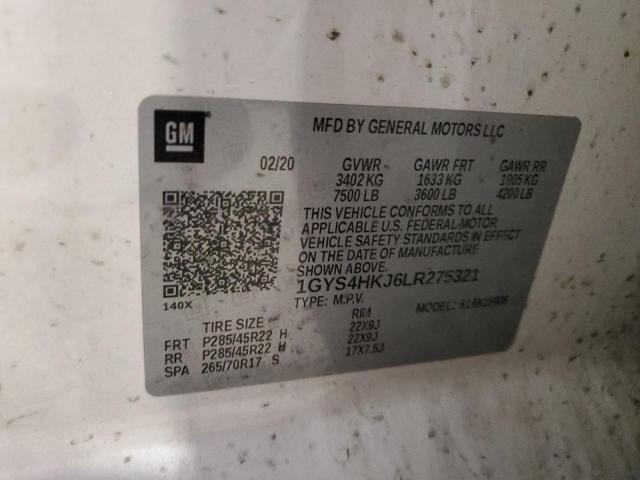 GM
MFD BY GENERAL MOTORS LLC
02/20 GVWR GAWR FRT GAWR RR
3402 KG 1633 KG 1905 KG
7500 LB 3600 LB 4200 LB
THIS VEHICLE CONFORMS TO ALL
APPLICABLE U.S. FEDERAL MOTOR
VEHICLE SAFETY STANDARDS IN EFFECT
ON THE DATE OF MANUFACTURE
SHOWN ABOVE.
1GYS4HKJ6LR275321
140X
TYPE: M.P.V. MODEL:
TIRE SIZE RIM
FRT P285/45R22 H 22X9J
RR P285/45R22 H 22X9J
SPA 265/70R17 S 17X7.5J